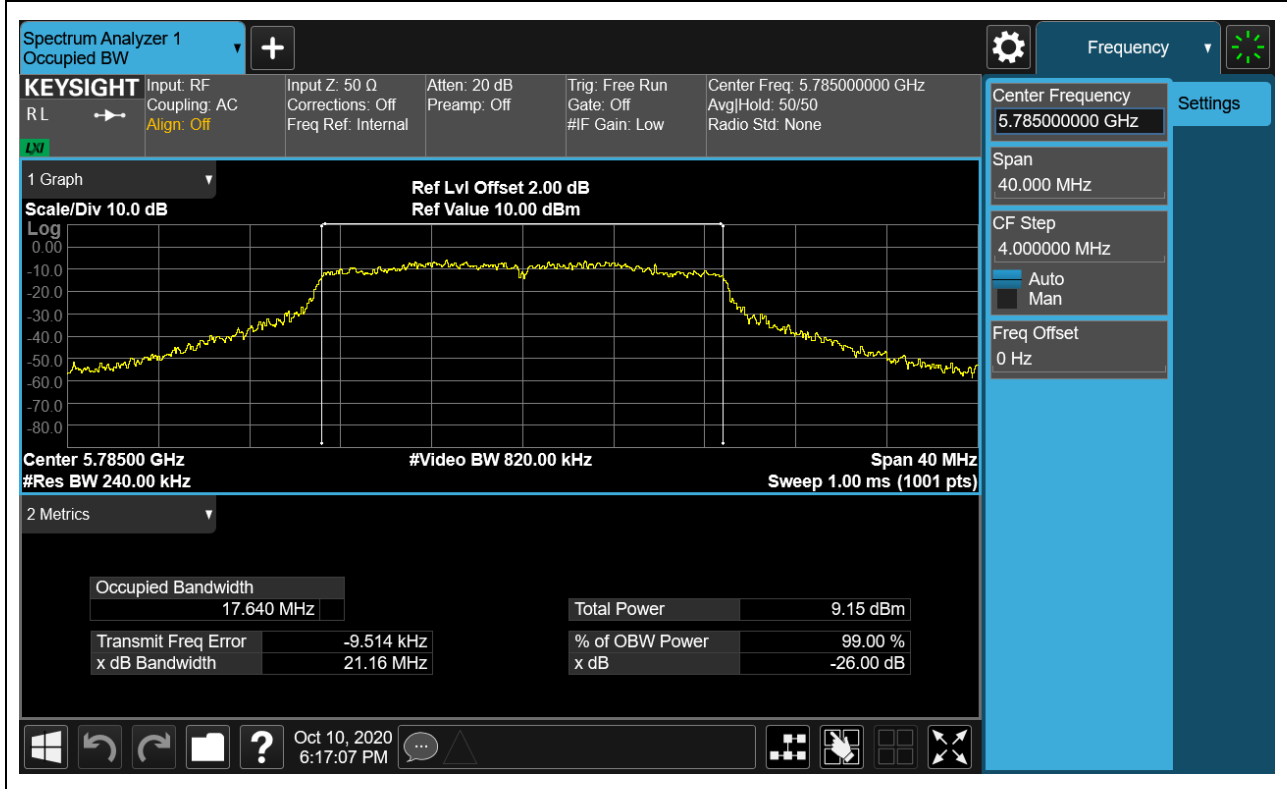 Spectrum Analyzer 1
Occupied BW
Frequency
KEYSIGHT
R L
LXI
Input: RF
Coupling: AC
Align: Off
Input Z: 50 Ω
Corrections: Off
Freq Ref: Internal
Atten: 20 dB
Preamp: Off
Trig: Free Run
Gate: Off
#IF Gain: Low
Center Freq: 5.785000000 GHz
Avg|Hold: 50/50
Radio Std: None
Center Frequency
5.785000000 GHz
Settings
Span
40.000 MHz
CF Step
4.000000 MHz
Auto
Man
Freq Offset
0 Hz
1 Graph
Scale/Div 10.0 dB
Ref Lvl Offset 2.00 dB
Ref Value 10.00 dBm
Log
0.00
-10.0
-20.0
-30.0
-40.0
-50.0
-60.0
-70.0
-80.0
Center 5.78500 GHz
#Video BW 820.00 kHz
Span 40 MHz
#Res BW 240.00 kHz
Sweep 1.00 ms (1001 pts)
2 Metrics
Occupied Bandwidth
17.640 MHz
Total Power 9.15 dBm
Transmit Freq Error -9.514 kHz
% of OBW Power 99.00 %
x dB Bandwidth 21.16 MHz
x dB -26.00 dB
Oct 10, 2020
6:17:07 PM